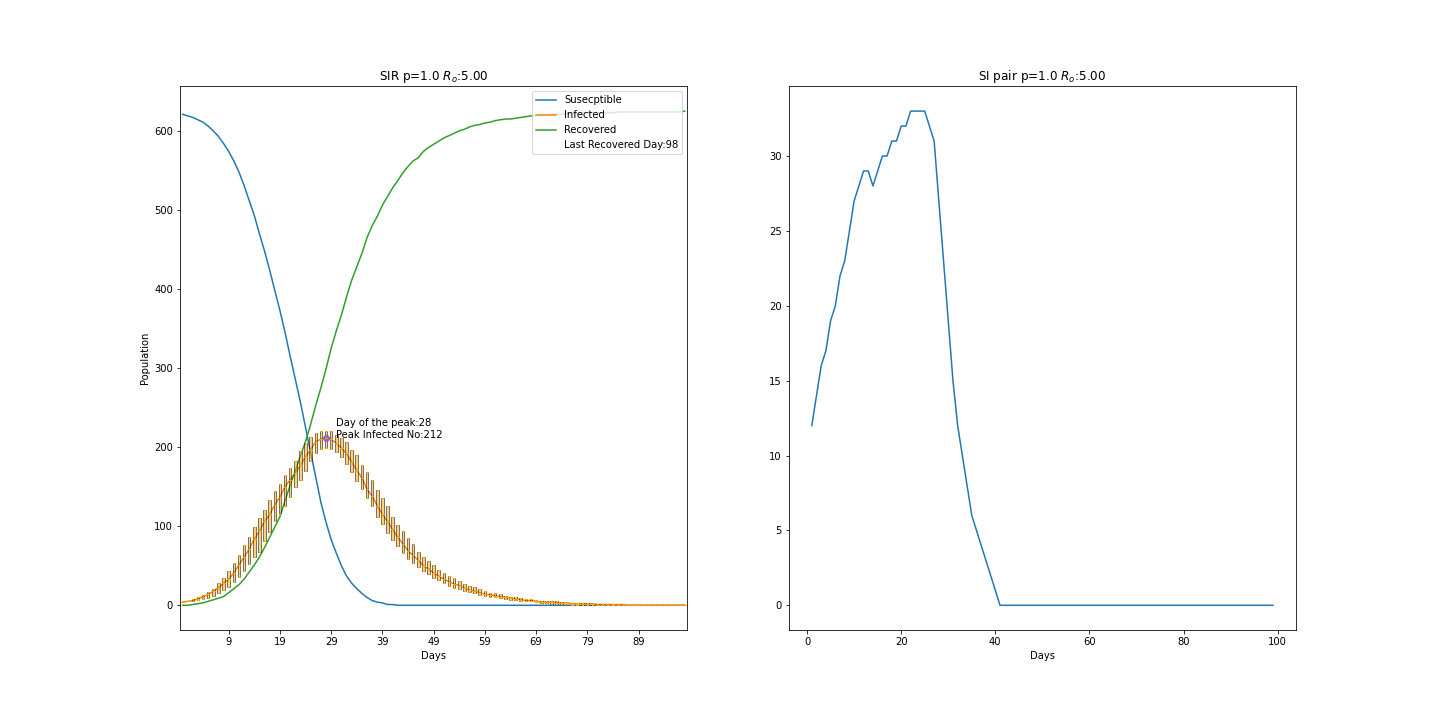 SIR p=1.0 Rₒ:5.00
Susecptible
Infected
Recovered
Last Recovered Day:98
Day of the peak:28
Peak Infected No:212
Population
600
500
400
300
200
100
0
9 19 29 39 49 59 69 79 89
Days
SI pair p=1.0 Rₒ:5.00
30
25
20
15
10
5
0
0 20 40 60 80 100
Days